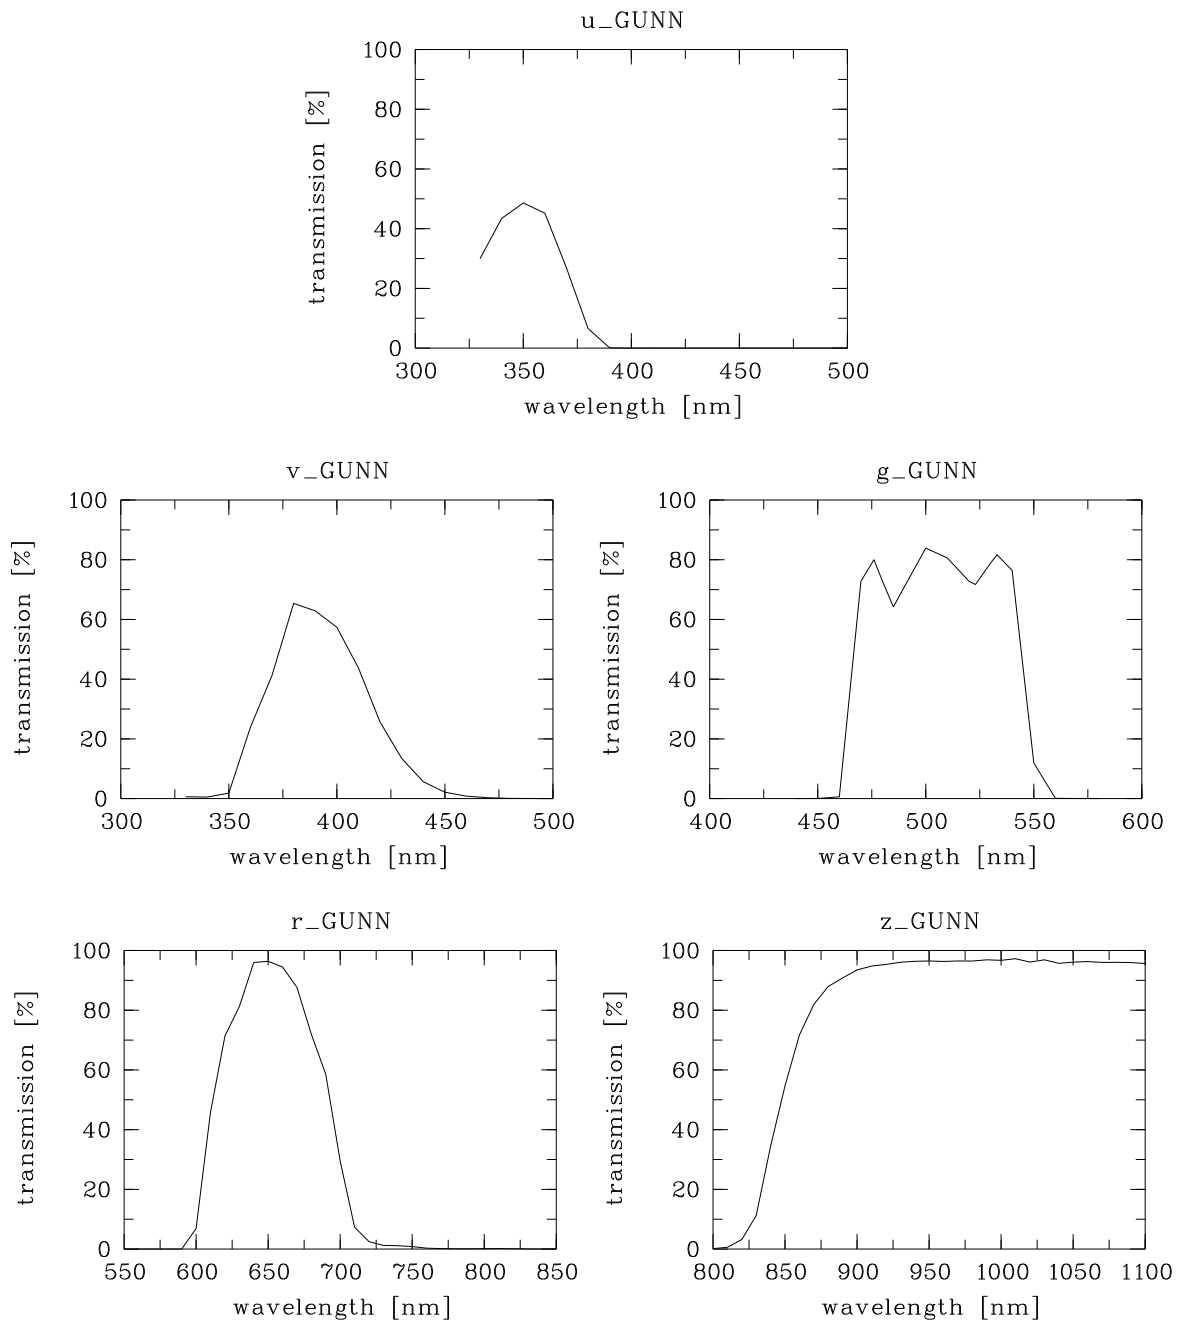 u_GUNN
transmission [%]
100
80
60
40
20
0
300 350 400 450 500
wavelength [nm]
v_GUNN
transmission [%]
100
80
60
40
20
0
300 350 400 450 500
wavelength [nm]
g_GUNN
transmission [%]
100
80
60
40
20
0
400 450 500 550 600
wavelength [nm]
r_GUNN
transmission [%]
100
80
60
40
20
0
550 600 650 700 750 800 850
wavelength [nm]
z_GUNN
transmission [%]
100
80
60
40
20
0
800 850 900 950 1000 1050 1100
wavelength [nm]